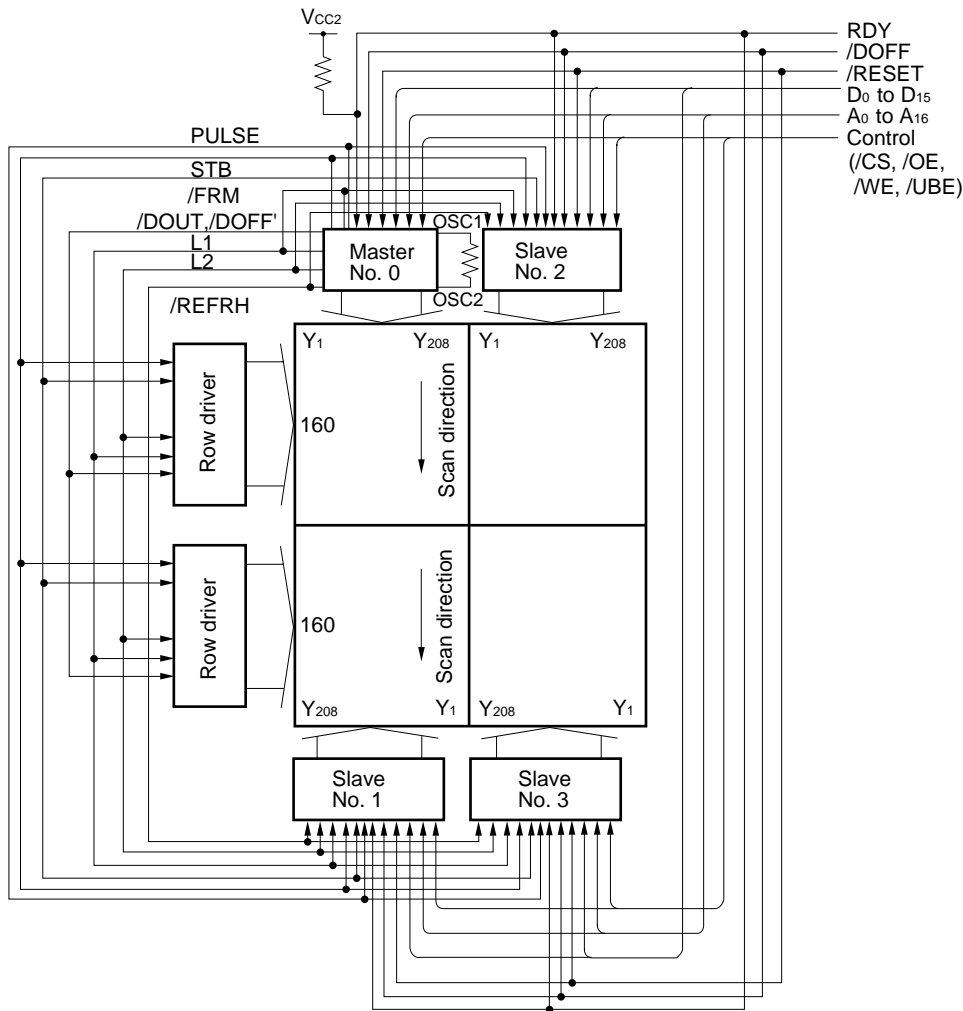 VCC2
RDY
/DOFF
/RESET
D0 to D15
A0 to A16
Control
(/CS, /OE,
/WE, /UBE)
PULSE
STB
/FRM
/DOUT,/DOFF'
L1
L2
/REFRH
OSC1
OSC2
Master
No. 0
Slave
No. 2
Y1
Y208
Y1
Y208
Row driver
160
Scan direction
Row driver
160
Scan direction
Y208
Y1
Y208
Y1
Slave
No. 1
Slave
No. 3